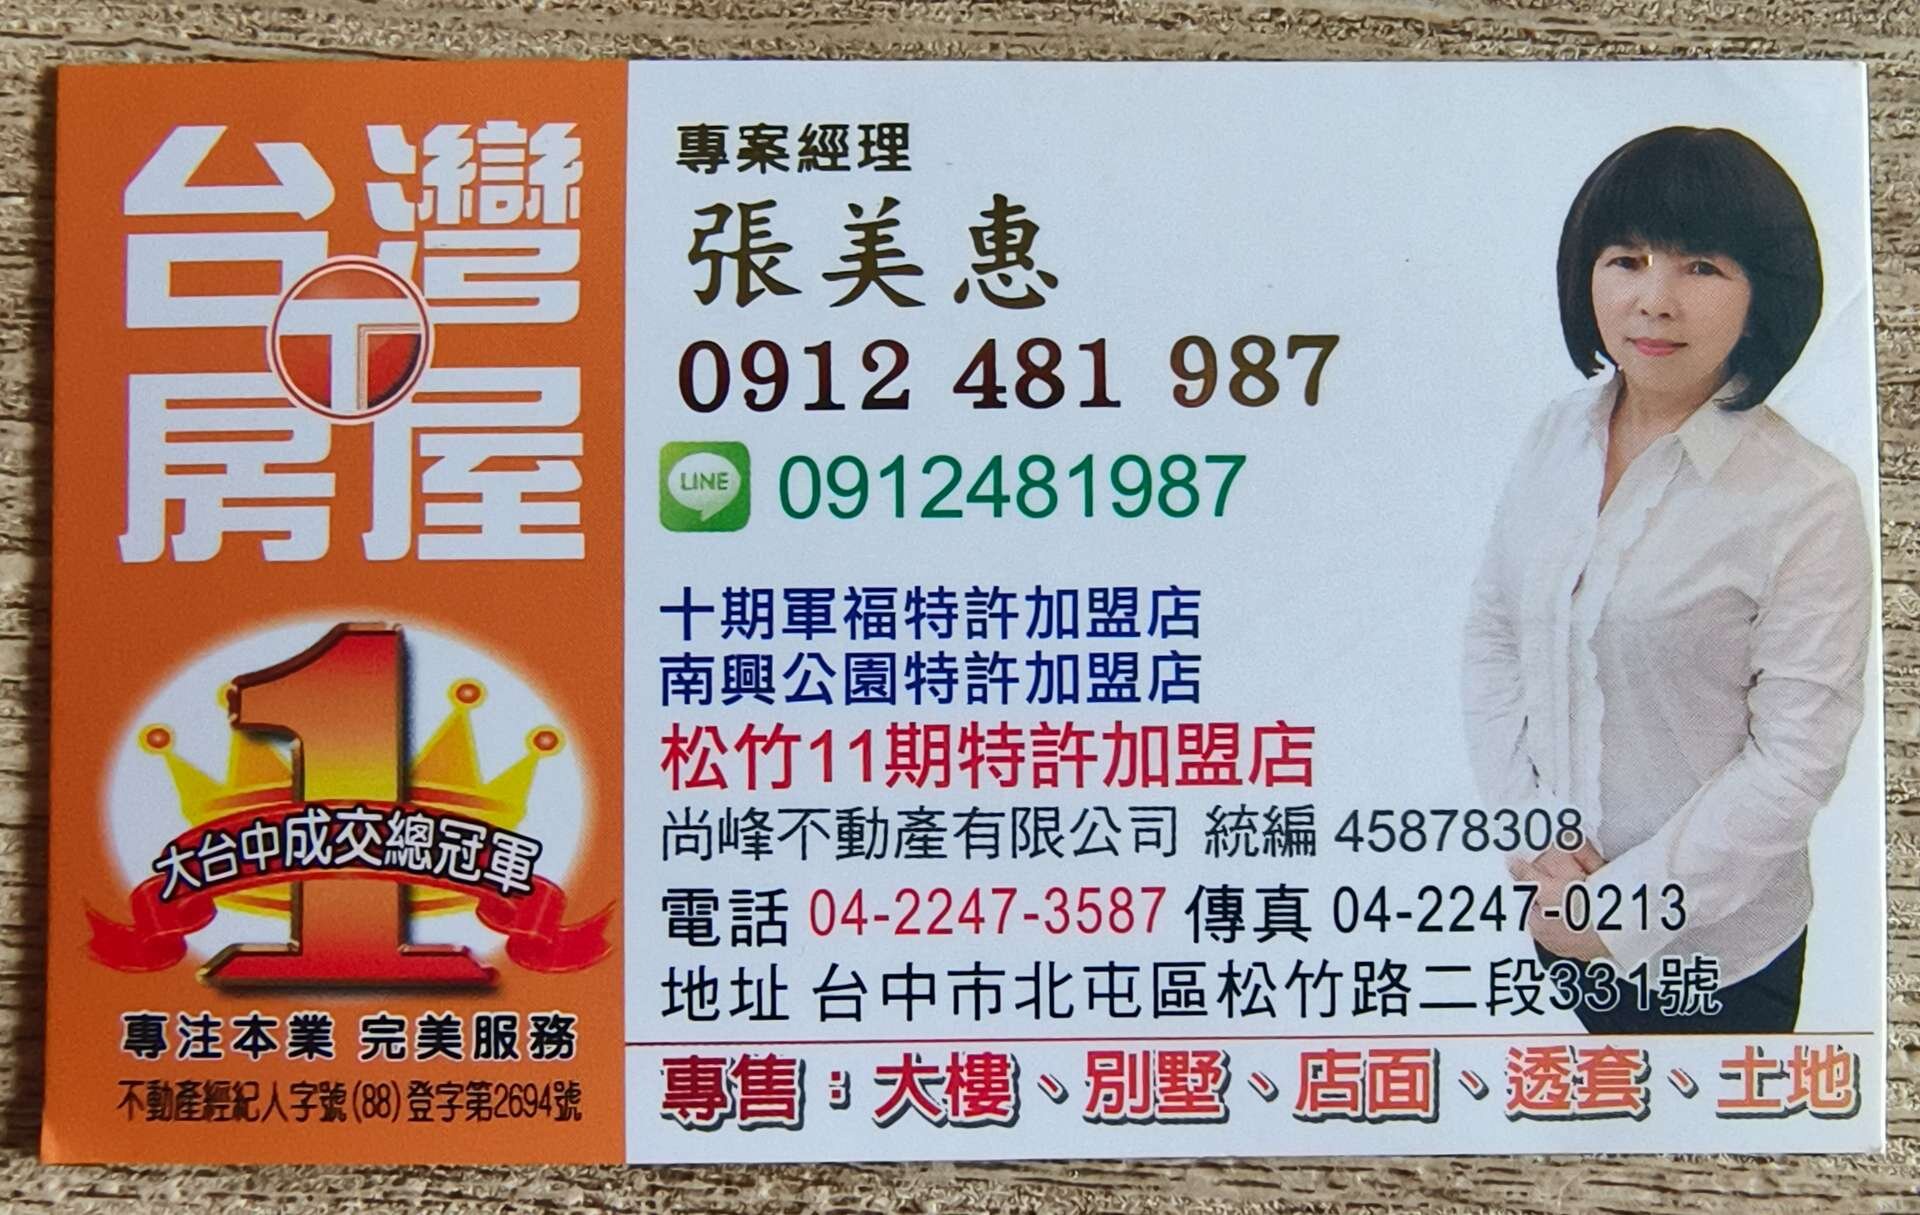 台灣
T
房屋
1
大台中成交總冠軍
專注本業 完美服務
不動產經紀人字號(88)登字第2694號
專案經理
張美惠
0912 481 987
LINE 0912481987
十期軍福特許加盟店
南興公園特許加盟店
松竹11期特許加盟店
尚峰不動產有限公司 統編 45878308
電話 04-2247-3587 傳真 04-2247-0213
地址 台中市北屯區松竹路二段331號
專售：大樓、別墅、店面、透套、土地